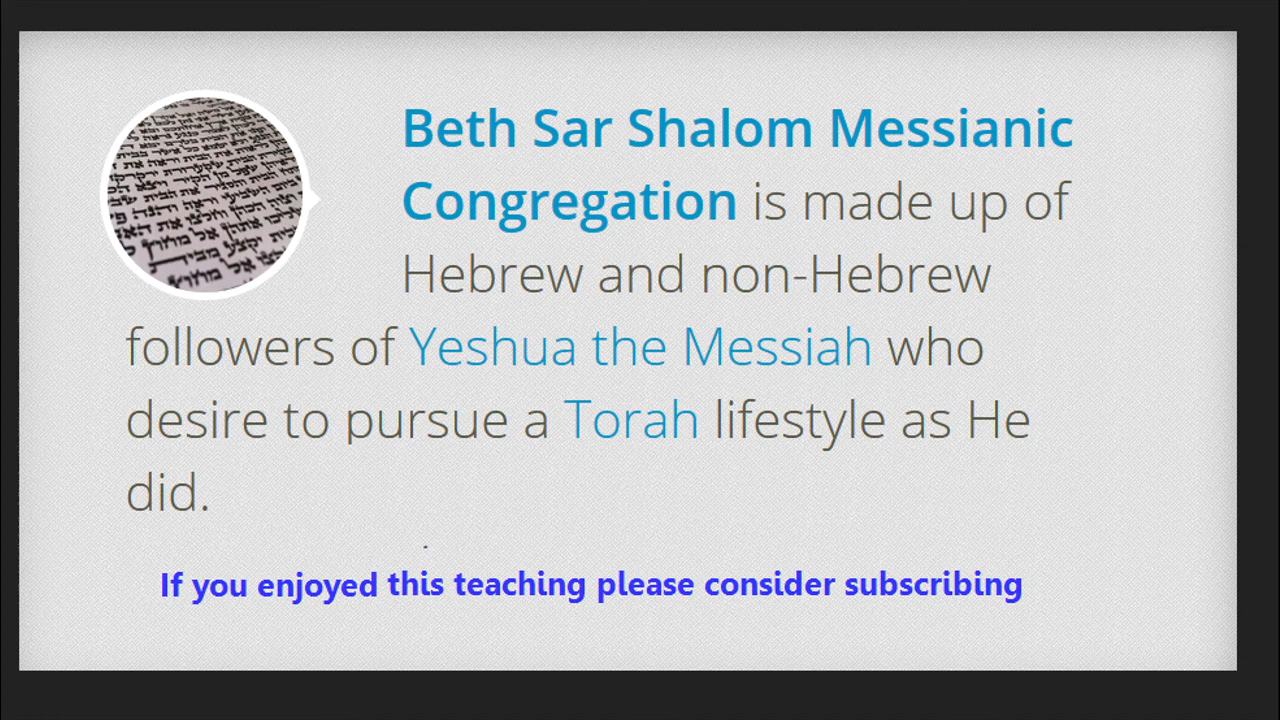 Beth Sar Shalom Messianic
Congregation is made up of
Hebrew and non-Hebrew
followers of Yeshua the Messiah who
desire to pursue a Torah lifestyle as He
did.
If you enjoyed this teaching please consider subscribing